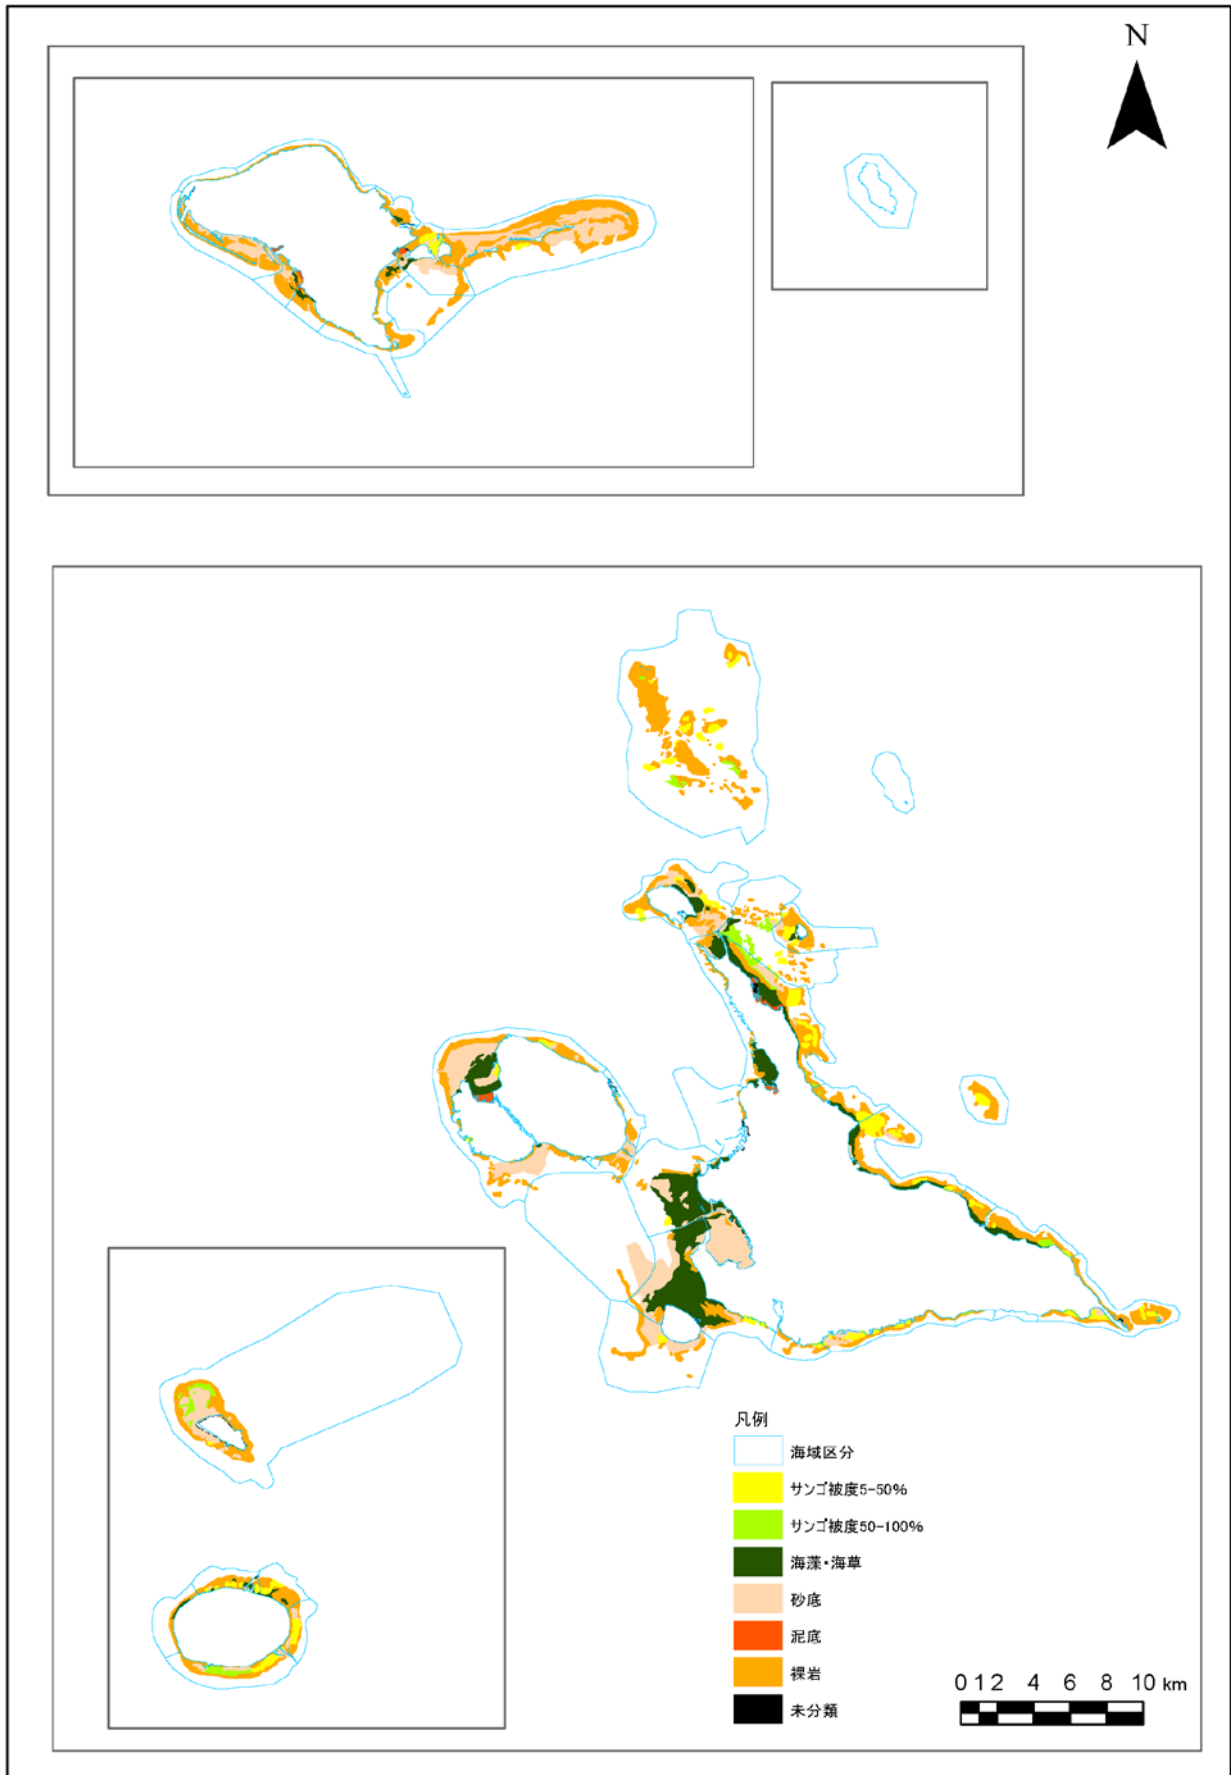 N
凡例
海域区分
サンゴ被度5-50%
サンゴ被度50-100%
海藻・海草
砂底
泥底
裸岩
未分類
0 1 2 4 6 8 10 km